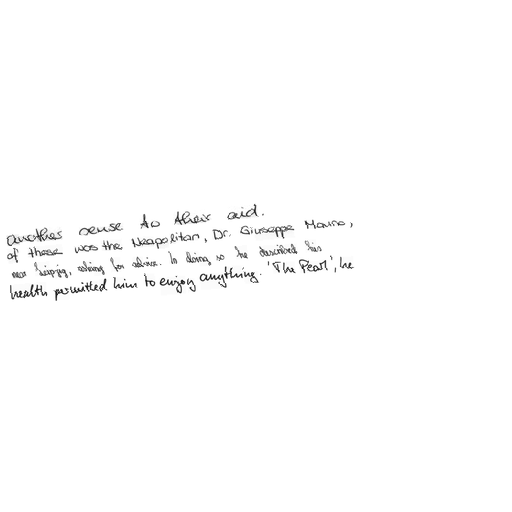 another sense to their aid.
of these was the Neapolitan, Dr. Giuseppe Mauro,
near Leipzig, asking for advice. In doing so he described his
health permitted him to enjoy anything. 'The Pearl', he